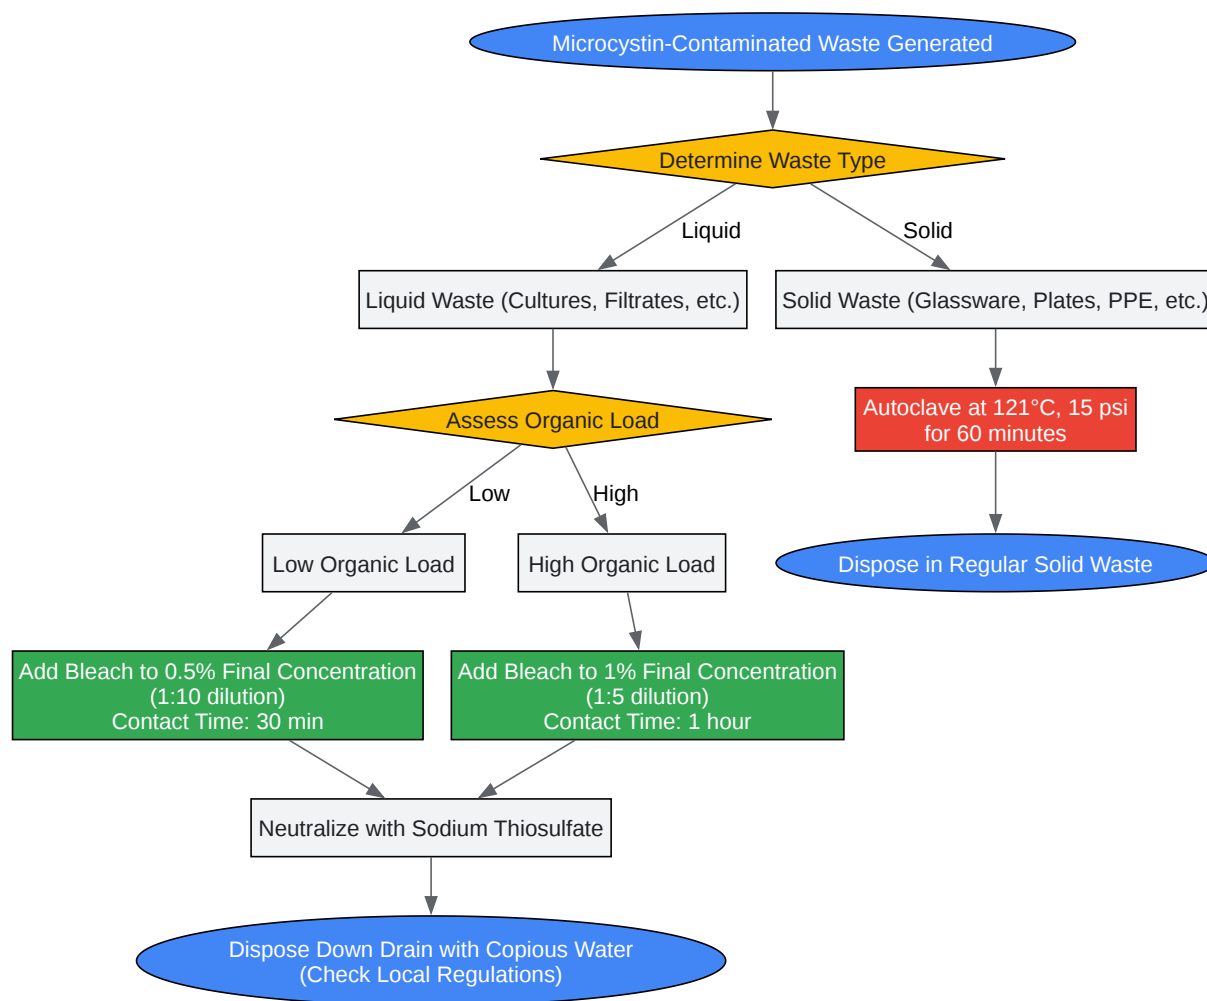 Microcystin-Contaminated Waste Generated
Determine Waste Type
Liquid
Solid
Liquid Waste (Cultures, Filtrates, etc.)
Solid Waste (Glassware, Plates, PPE, etc.)
Assess Organic Load
Autoclave at 121°C, 15 psi
for 60 minutes
Low
High
Low Organic Load
High Organic Load
Dispose in Regular Solid Waste
Add Bleach to 0.5% Final Concentration
(1:10 dilution)
Contact Time: 30 min
Add Bleach to 1% Final Concentration
(1:5 dilution)
Contact Time: 1 hour
Neutralize with Sodium Thiosulfate
Dispose Down Drain with Copious Water
(Check Local Regulations)